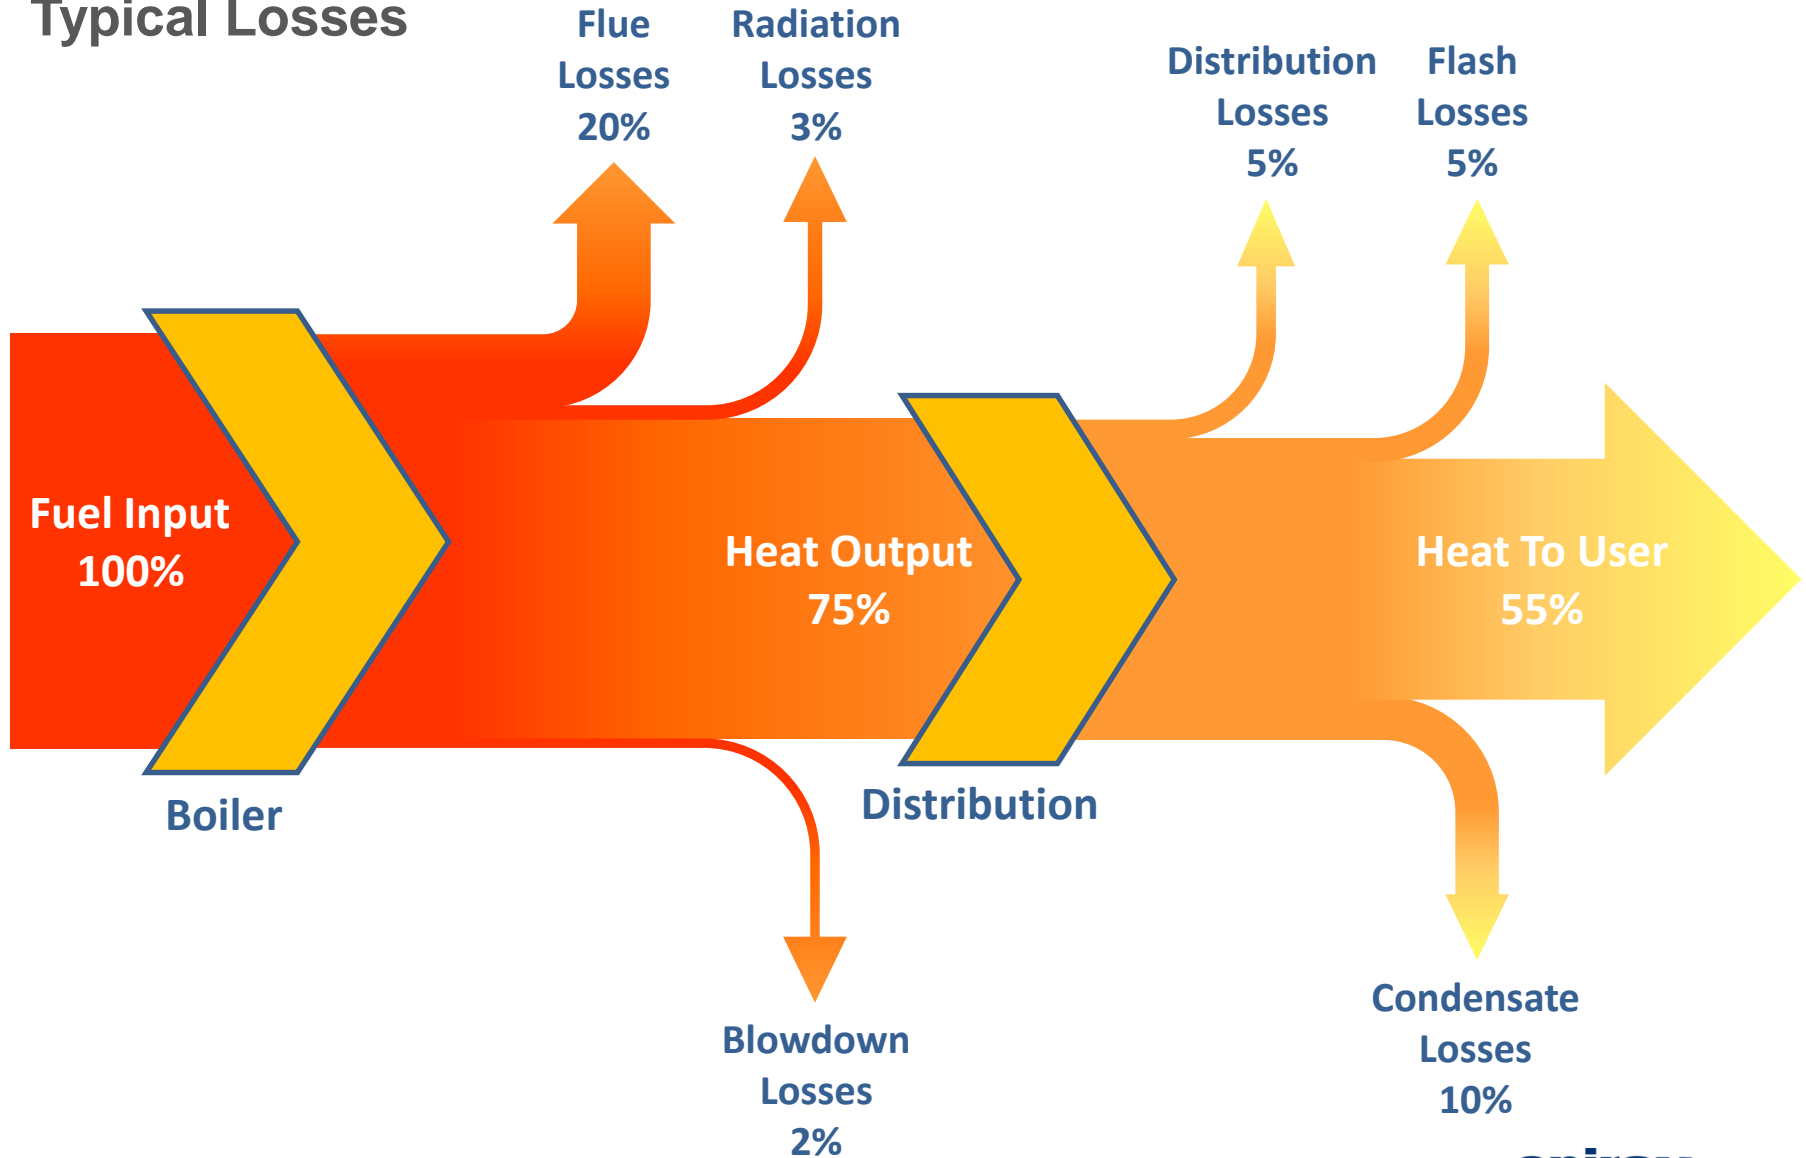 Typical Losses
Flue
Losses
20%
Radiation
Losses
3%
Distribution
Losses
5%
Flash
Losses
5%
Fuel Input
100%
Heat Output
75%
Heat To User
55%
Boiler
Distribution
Blowdown
Losses
2%
Condensate
Losses
10%